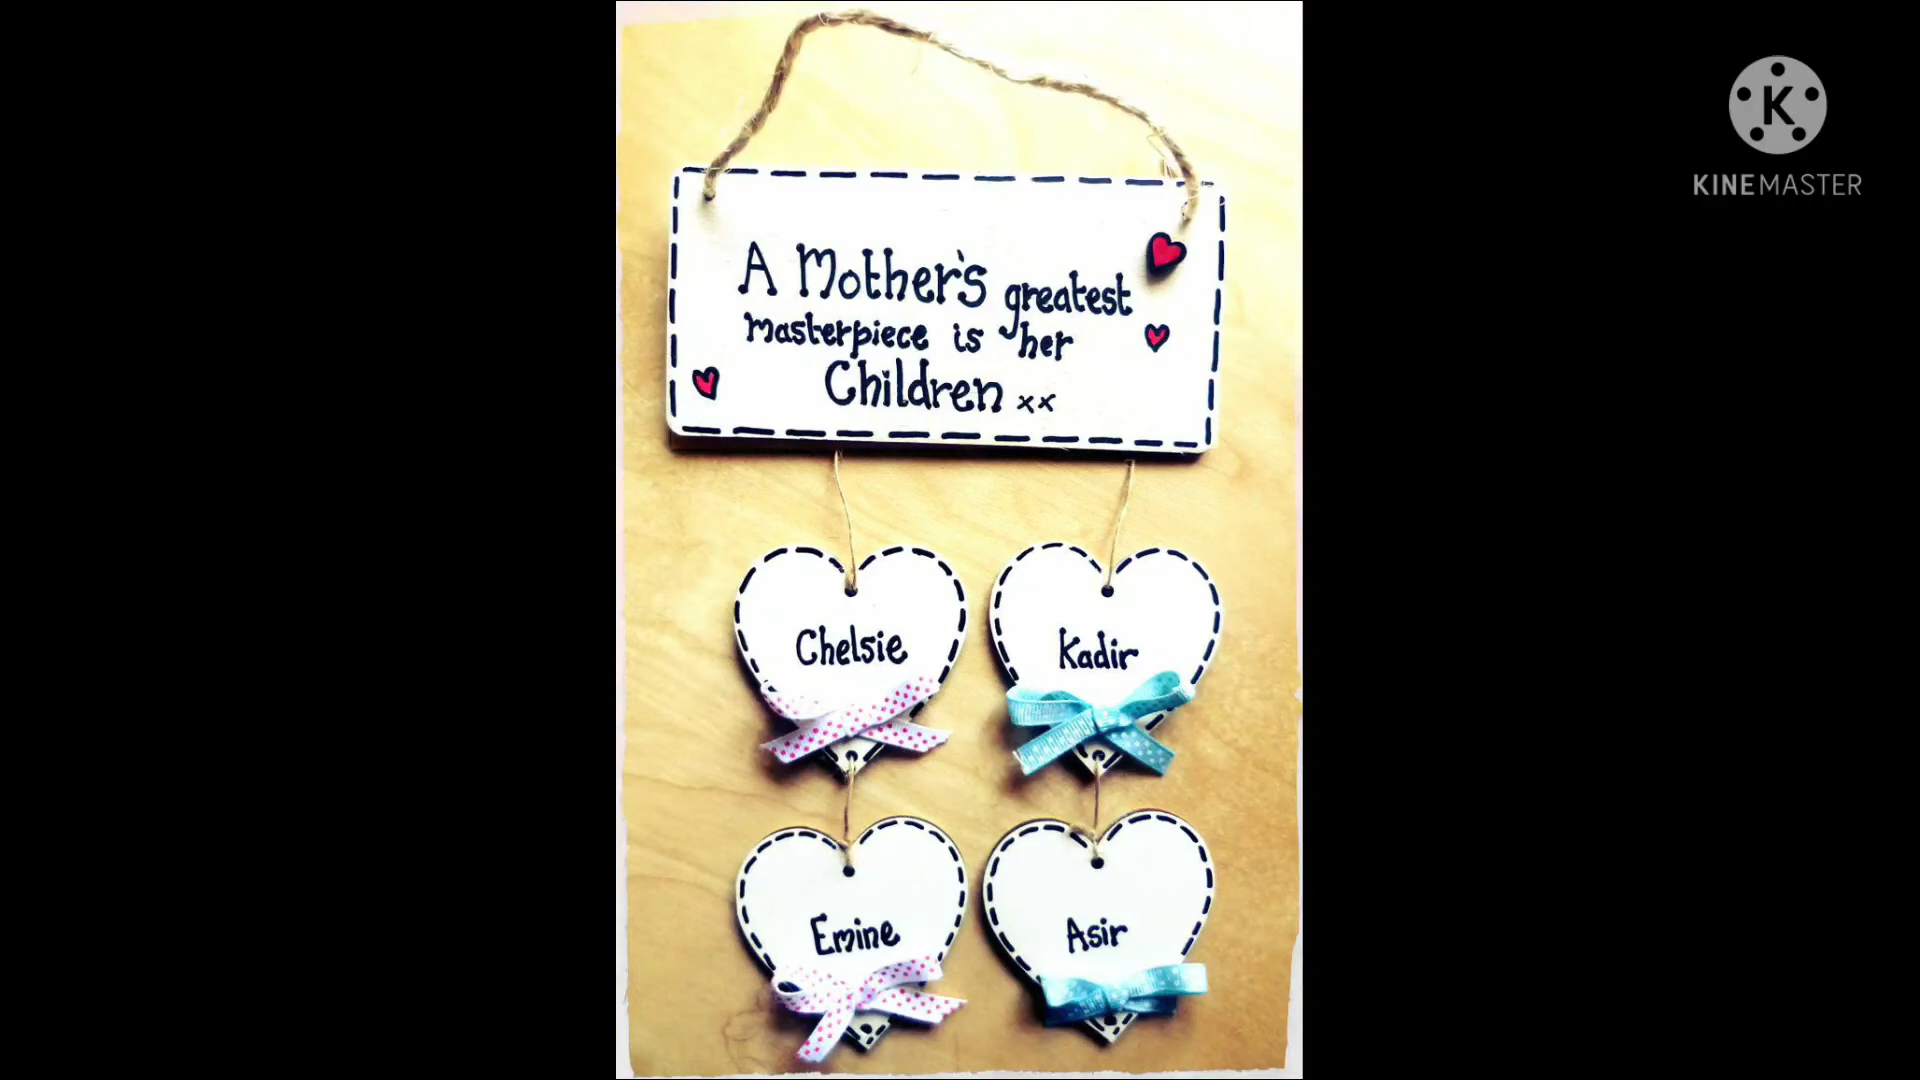 A Mother's greatest
masterpiece is her
Children xx
Chelsie
Kadir
Emine
Asir
K
KINEMASTER